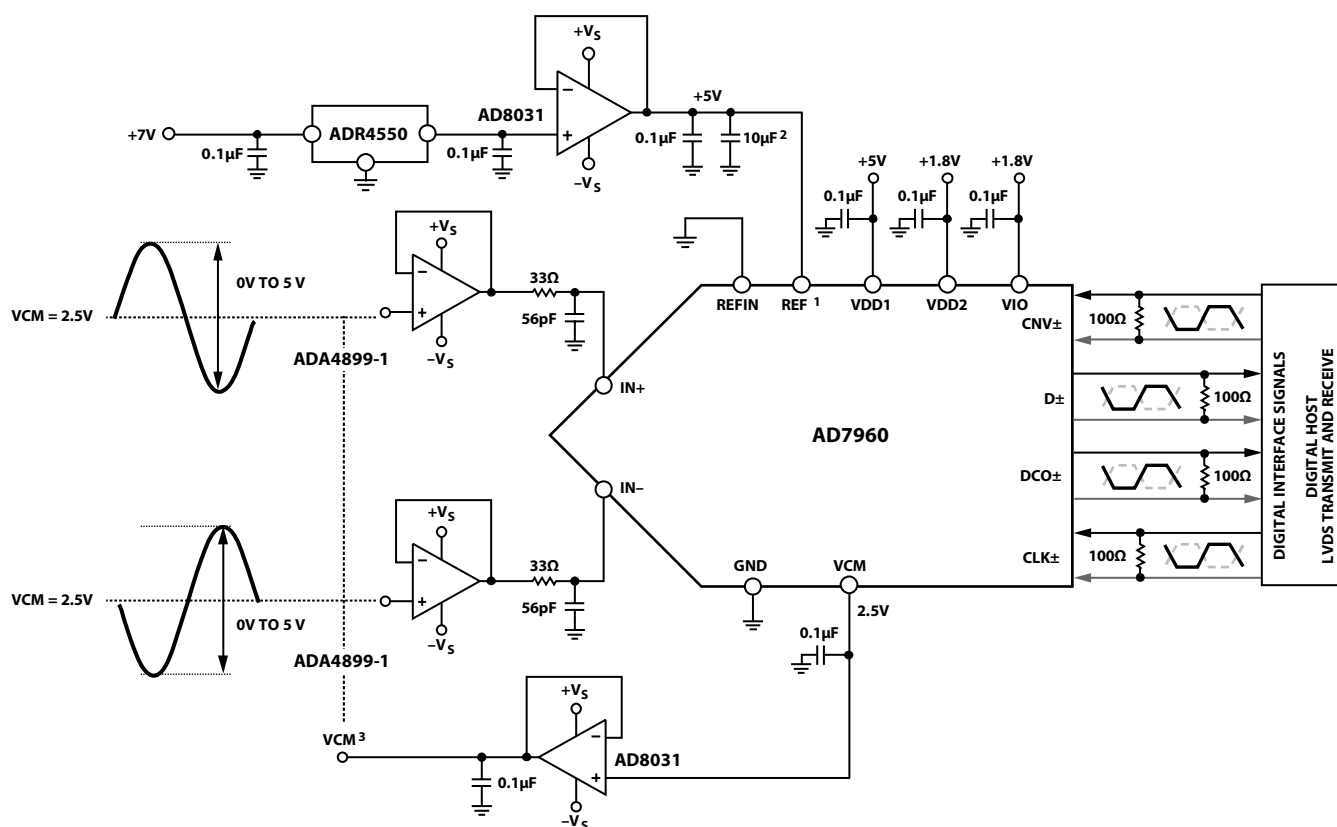 +VS
+5V
AD8031
ADR4550
+7V
0.1µF
0.1µF
−
+
0.1µF
10µF 2
−VS
+5V
+1.8V
+1.8V
0.1µF
0.1µF
0.1µF
+VS
0V TO 5 V
−
+
33Ω
56pF
VCM = 2.5V
−VS
ADA4899-1
REFIN
REF 1
VDD1
VDD2
VIO
CNV±
100Ω
IN+
D±
100Ω
AD7960
DCO±
100Ω
IN−
CLK±
100Ω
DIGITAL INTERFACE SIGNALS
DIGITAL HOST
LVDS TRANSMIT AND RECEIVE
+VS
−
+
33Ω
56pF
VCM = 2.5V
0V TO 5 V
−VS
ADA4899-1
GND
VCM
2.5V
0.1µF
+VS
VCM 3
−
+
AD8031
0.1µF
−VS